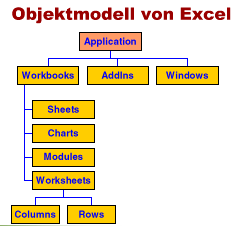 Objektmodell von Excel
Application
Workbooks AddIns Windows
Sheets
Charts
Modules
Worksheets
Columns Rows